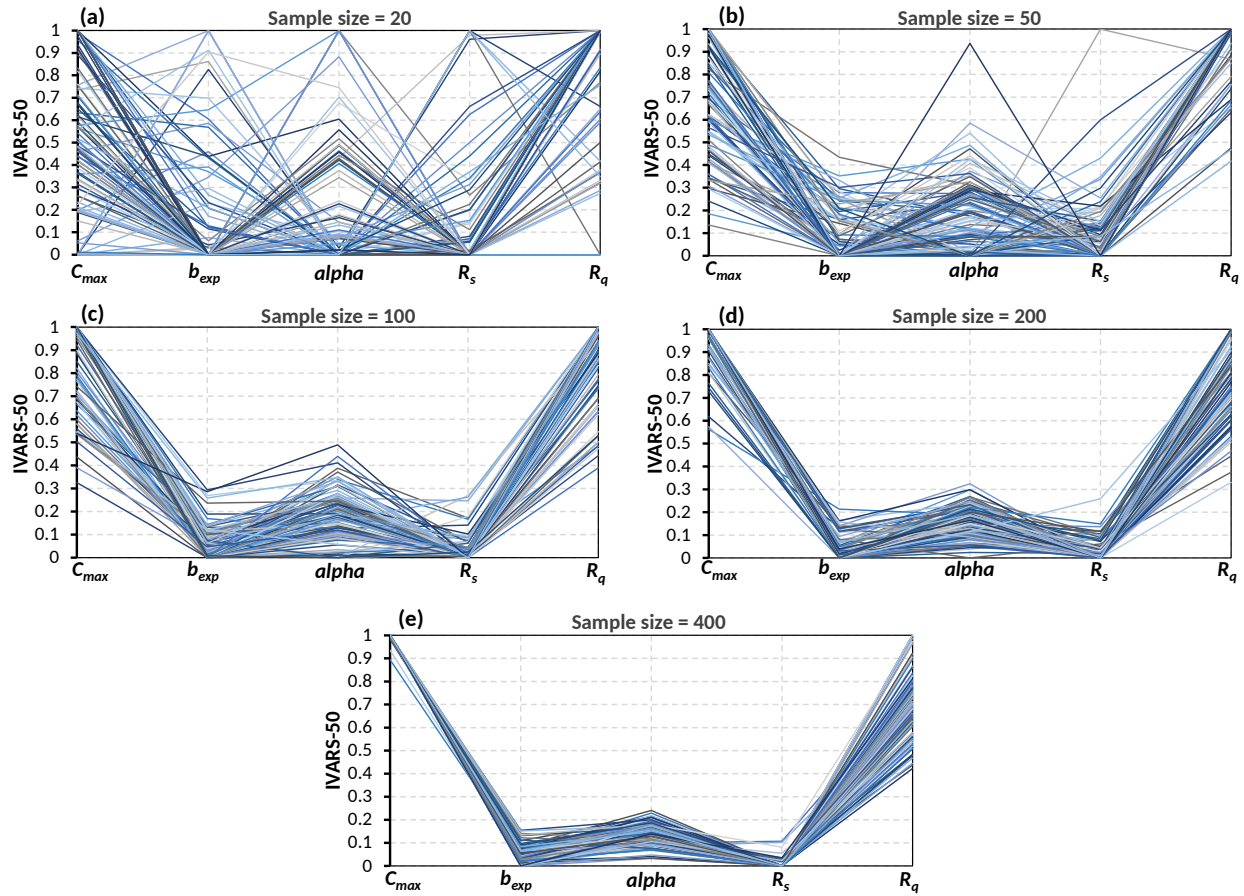 (a)
Sample size = 20
IVARS-50
1
0.9
0.8
0.7
0.6
0.5
0.4
0.3
0.2
0.1
0
Cmax bexp alpha Rs Rq
(b)
Sample size = 50
IVARS-50
1
0.9
0.8
0.7
0.6
0.5
0.4
0.3
0.2
0.1
0
Cmax bexp alpha Rs Rq
(c)
Sample size = 100
IVARS-50
1
0.9
0.8
0.7
0.6
0.5
0.4
0.3
0.2
0.1
0
Cmax bexp alpha Rs Rq
(d)
Sample size = 200
IVARS-50
1
0.9
0.8
0.7
0.6
0.5
0.4
0.3
0.2
0.1
0
Cmax bexp alpha Rs Rq
(e)
Sample size = 400
IVARS-50
1
0.9
0.8
0.7
0.6
0.5
0.4
0.3
0.2
0.1
0
Cmax bexp alpha Rs Rq